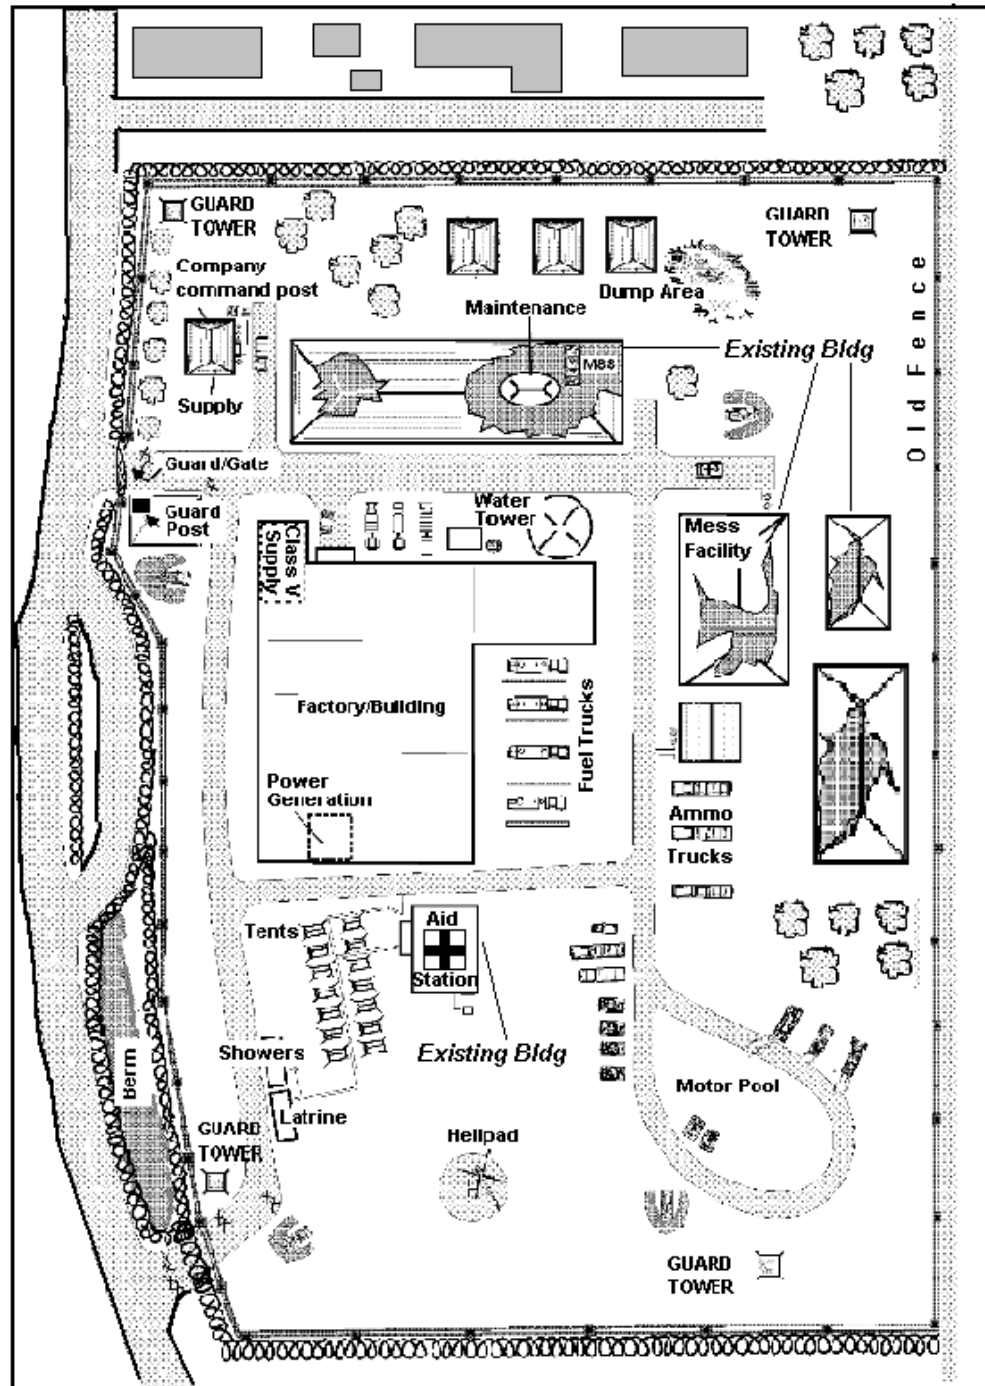 GUARD
TOWER
GUARD
TOWER
Company
command post
Dump Area
Maintenance
Existing Bldg
M88
Old Fence
Supply
Guard/Gate
Guard
Post
Water
Tower
Class V
Supply
Mess
Facility
Factory/Building
Fuel Trucks
Power
Generation
Ammo
Trucks
Tents
Aid
Station
Existing Bldg
Showers
Latrine
Berm
Motor Pool
GUARD
TOWER
Helipad
GUARD
TOWER